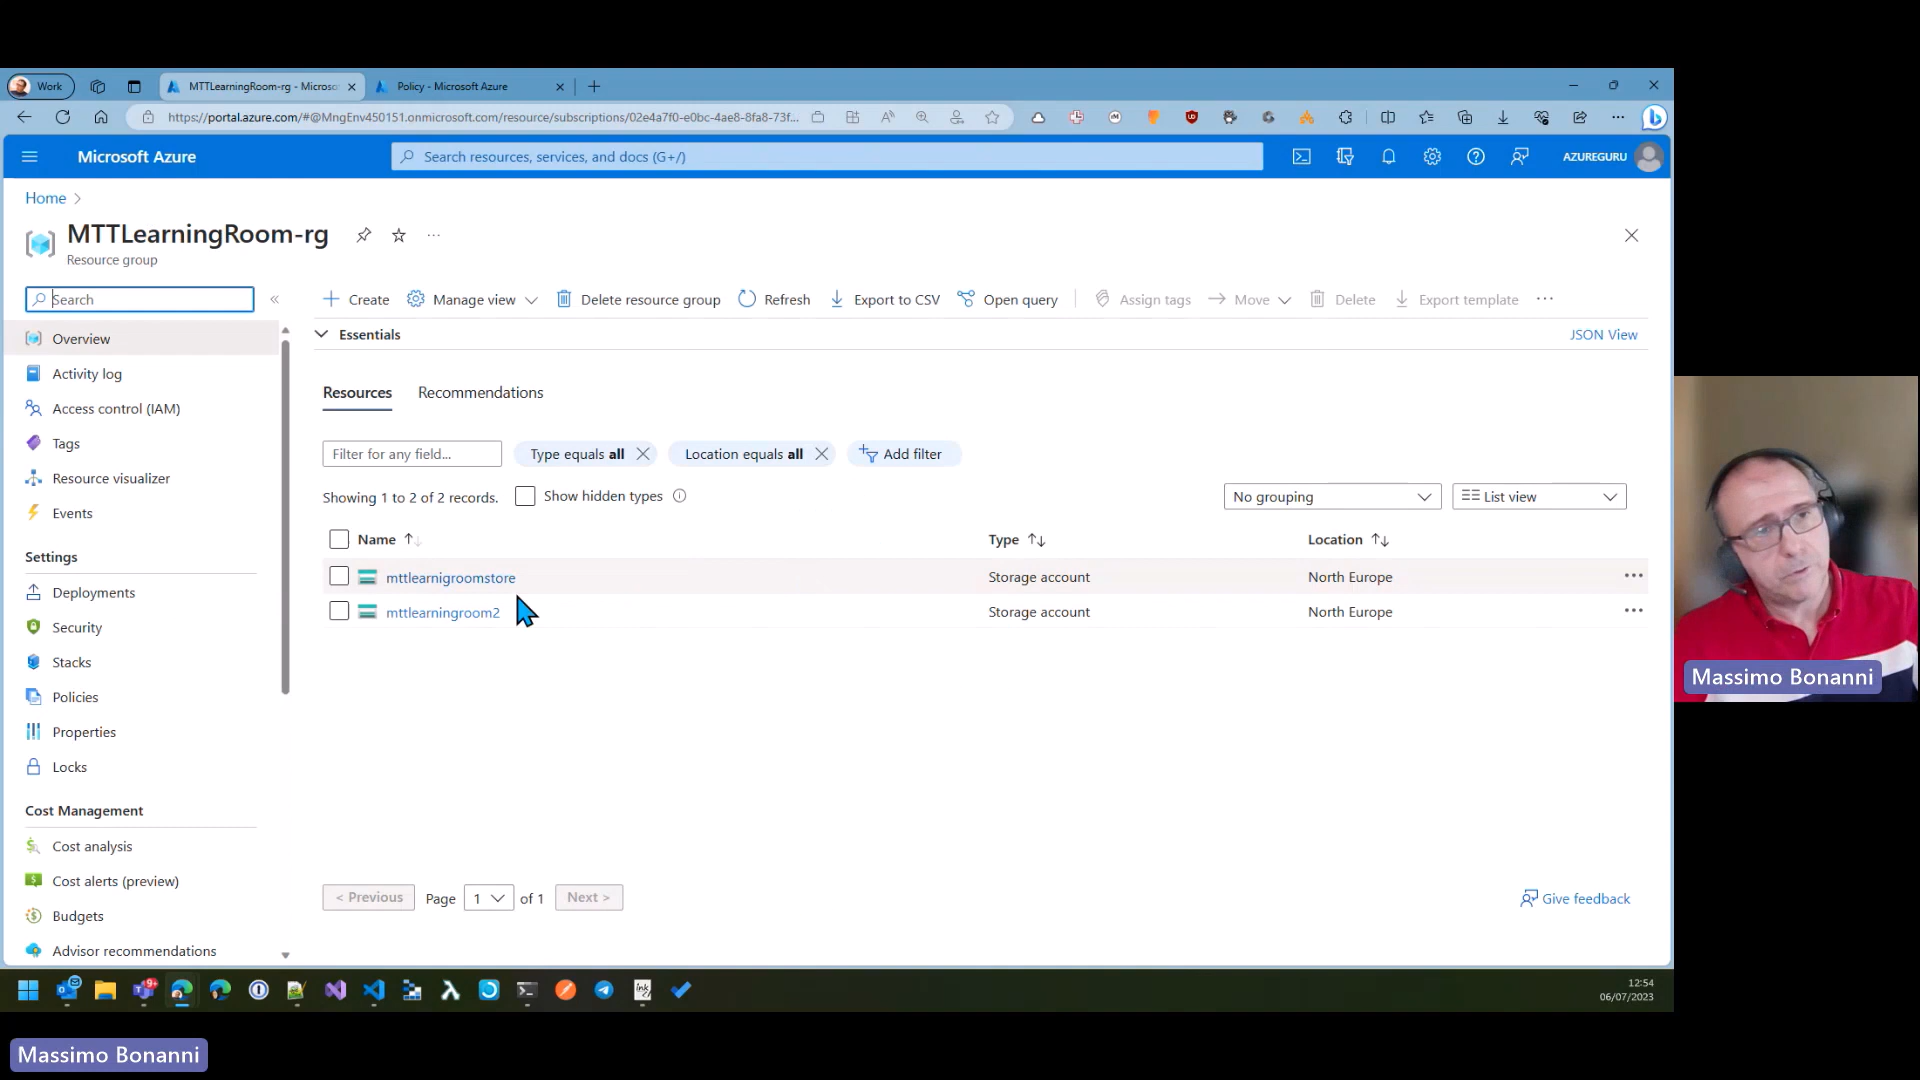 Work
MTTLearningRoom-rg - Microso
Policy - Microsoft Azure
https://portal.azure.com/#@MngEnv450151.onmicrosoft.com/resource/subscriptions/02e4a7f0-e0bc-4ae8-8fa8-73f...
Microsoft Azure
Search resources, services, and docs (G+/)
AZUREGURU
Home >
MTTLearningRoom-rg
...
Resource group
Search
«
Create
Manage view
Delete resource group
Refresh
Export to CSV
Open query
Assign tags
Move
Delete
Export template
...
Essentials
JSON View
Overview
Activity log
Access control (IAM)
Tags
Resource visualizer
Events
Settings
Deployments
Security
Stacks
Policies
Properties
Locks
Cost Management
Cost analysis
Cost alerts (preview)
Budgets
Advisor recommendations
Resources
Recommendations
Filter for any field...
Type equals all
Location equals all
Add filter
Showing 1 to 2 of 2 records.
Show hidden types
No grouping
List view
Name
Type
Location
mttlearnigroomstore
Storage account
North Europe
mttlearningroom2
Storage account
North Europe
< Previous
Page
1
of 1
Next >
Give feedback
12:54
06/07/2023
Massimo Bonanni
Massimo Bonanni